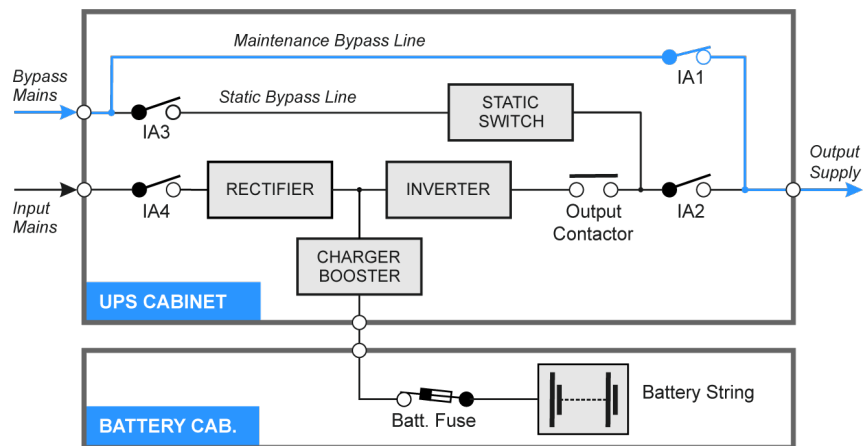 Maintenance Bypass Line
IA1
Bypass
Mains
IA3
Static Bypass Line
STATIC
SWITCH
Output
Supply
Input
Mains
IA4
RECTIFIER
INVERTER
Output
Contactor
IA2
CHARGER
BOOSTER
UPS CABINET
Batt. Fuse
Battery String
BATTERY CAB.